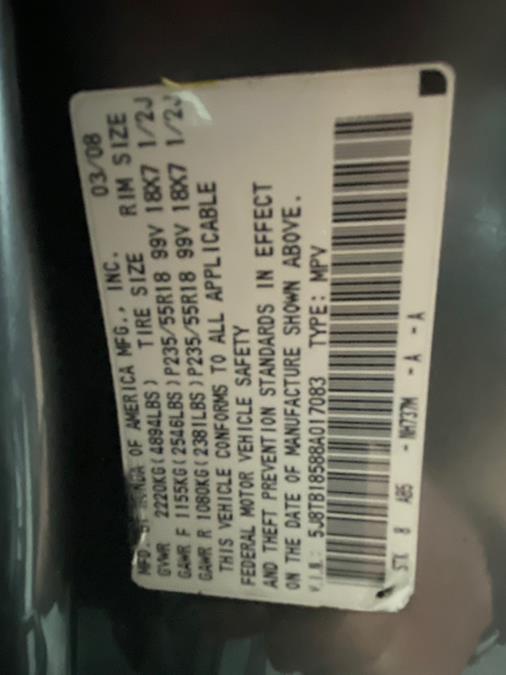 MFD. BY HONDA OF AMERICA MFG., INC. 03/08
GVWR 2220KG(4894LBS) TIRE SIZE RIM SIZE
GAWR F 1155KG(2546LBS)P235/55R18 99V 18X7 1/2J
GAWR R 1080KG(2381LBS)P235/55R18 99V 18X7 1/2J
THIS VEHICLE CONFORMS TO ALL APPLICABLE
FEDERAL MOTOR VEHICLE SAFETY
AND THEFT PREVENTION STANDARDS IN EFFECT
ON THE DATE OF MANUFACTURE SHOWN ABOVE.
V.I.N.: 5J8TB18588A017083 TYPE: MPV
STK 8 AB5 - NH737M - A - A